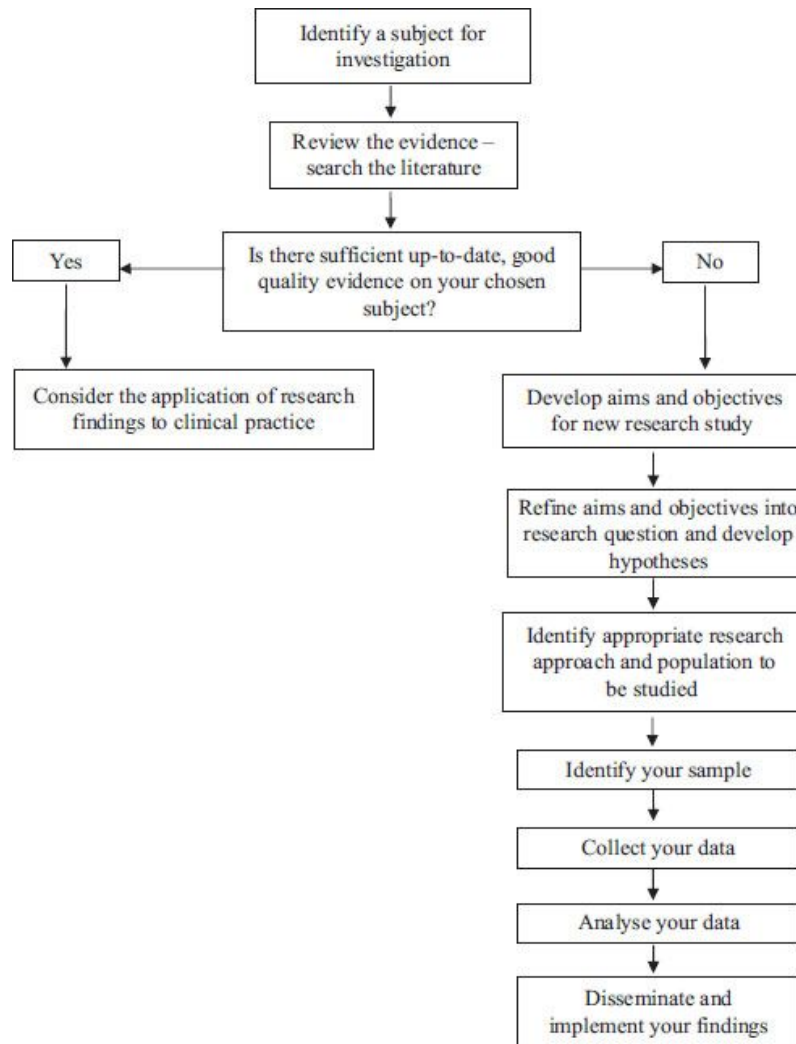 Identify a subject for
investigation
Review the evidence –
search the literature
Is there sufficient up-to-date, good
quality evidence on your chosen
subject?
Yes
No
Consider the application of research
findings to clinical practice
Develop aims and objectives
for new research study
Refine aims and objectives into
research question and develop
hypotheses
Identify appropriate research
approach and population to
be studied
Identify your sample
Collect your data
Analyse your data
Disseminate and
implement your findings